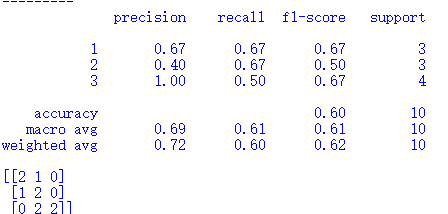 ---------
precision recall f1-score support
1 0.67 0.67 0.67 3
2 0.40 0.67 0.50 3
3 1.00 0.50 0.67 4
accuracy 0.60 10
macro avg 0.69 0.61 0.61 10
weighted avg 0.72 0.60 0.62 10
[[2 1 0]
[1 2 0]
[0 2 2]]